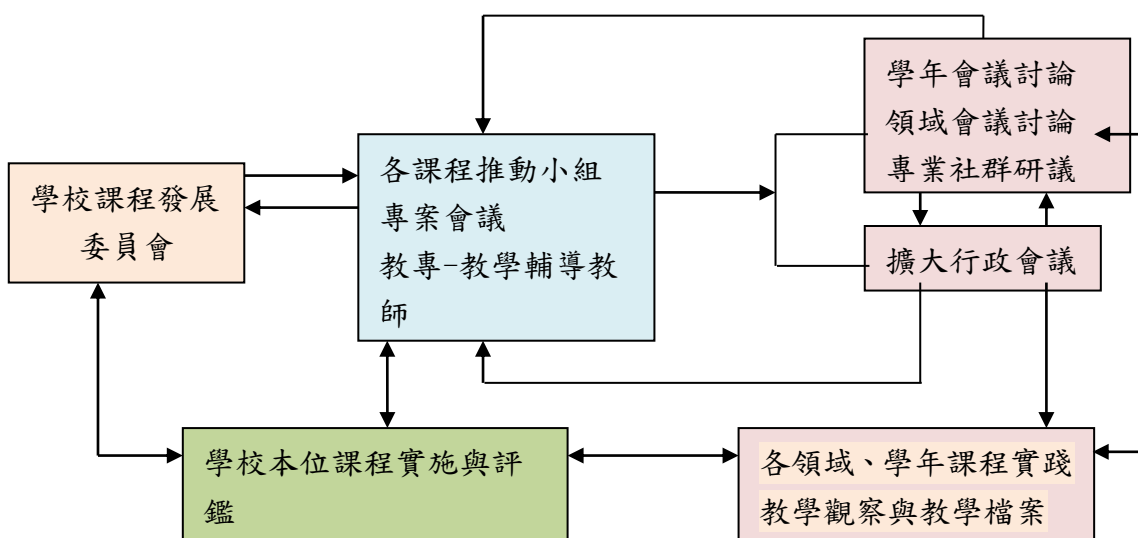 學年會議討論
領域會議討論
專業社群研議
各課程推動小組
專案會議
教專-教學輔導教
師
學校課程發展
委員會
擴大行政會議
學校本位課程實施與評
鑑
各領域、學年課程實踐
教學觀察與教學檔案